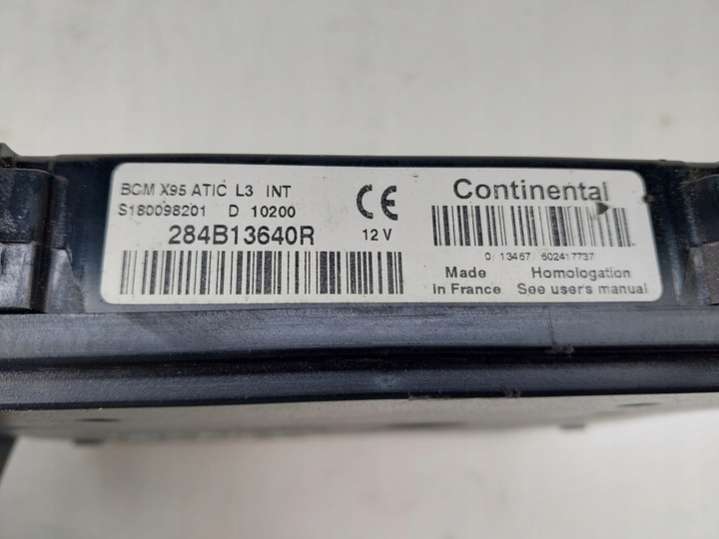 BCM X95 ATIC L3 INT
S180098201 D 10200
284B13640R
CE
12 V
Continental
0 13467 602417737
Made
in France
Homologation
See users manual